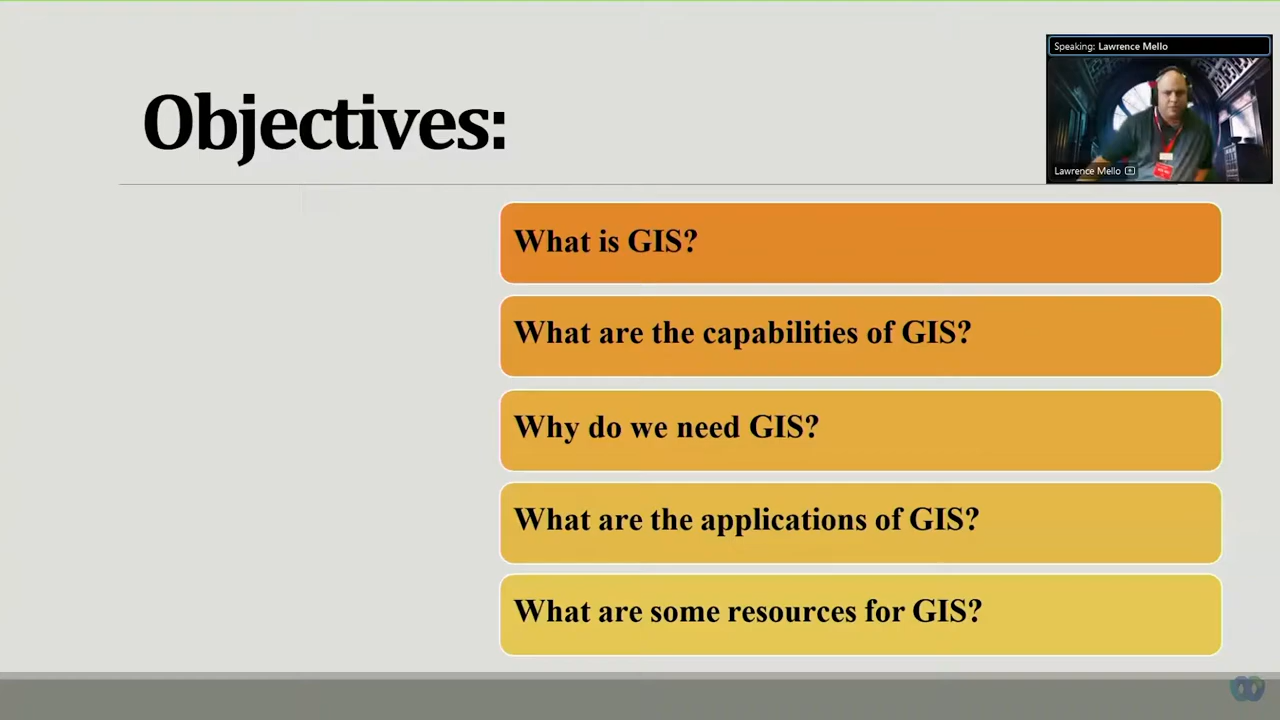 Speaking: Lawrence Mello
Objectives:
Lawrence Mello
What is GIS?
What are the capabilities of GIS?
Why do we need GIS?
What are the applications of GIS?
What are some resources for GIS?